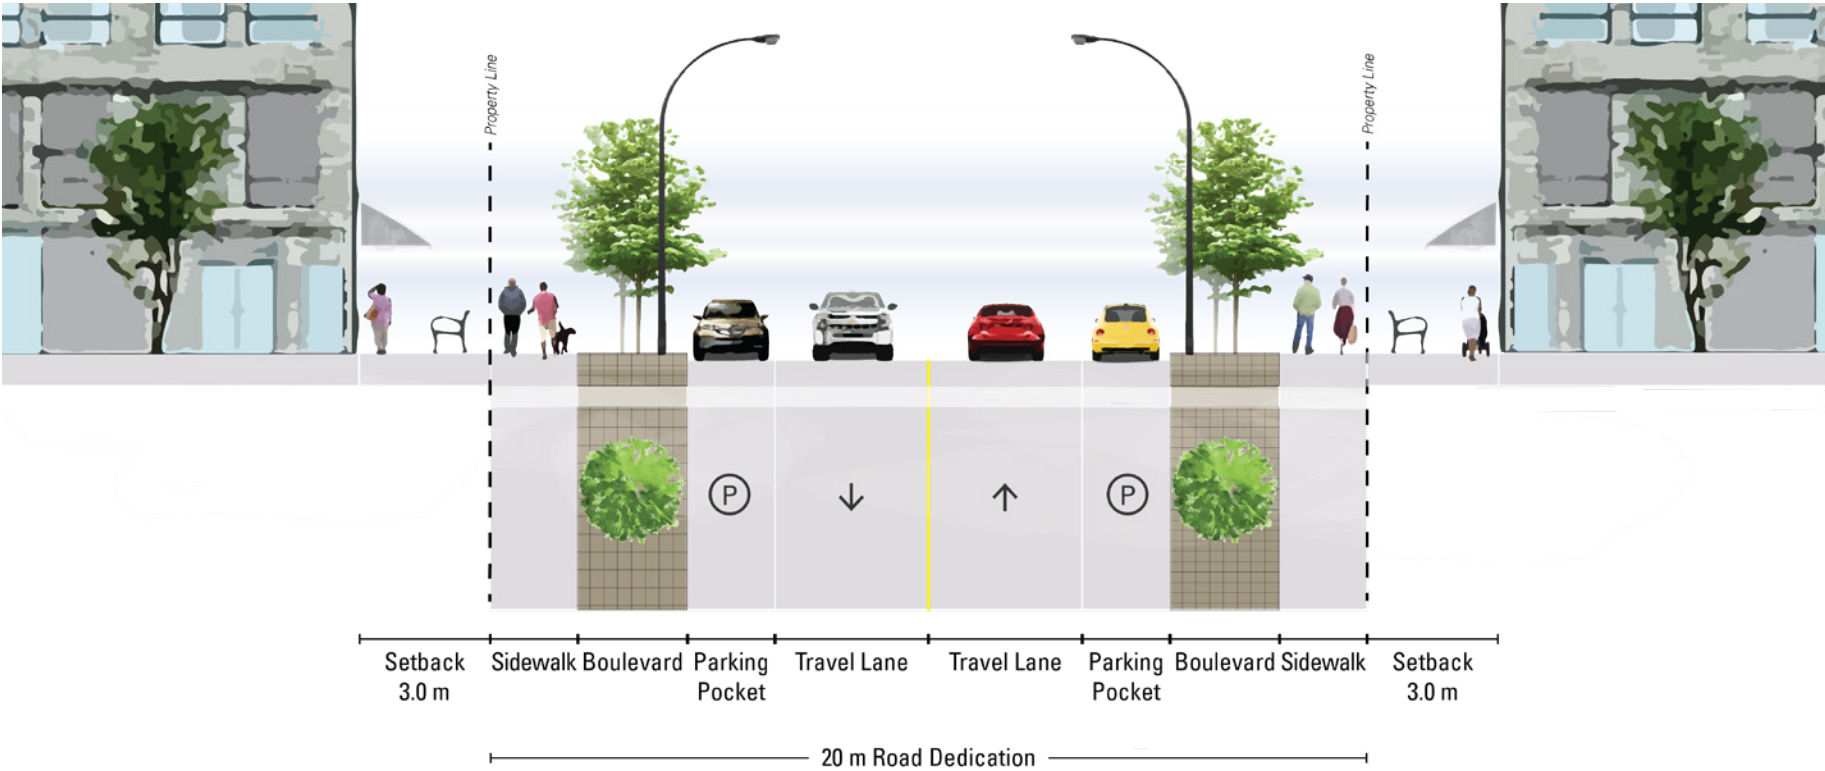 Property Line
Property Line
P
P
Setback
3.0 m
Sidewalk
Boulevard
Parking
Pocket
Travel Lane
Travel Lane
Parking
Pocket
Boulevard
Sidewalk
Setback
3.0 m
20 m Road Dedication